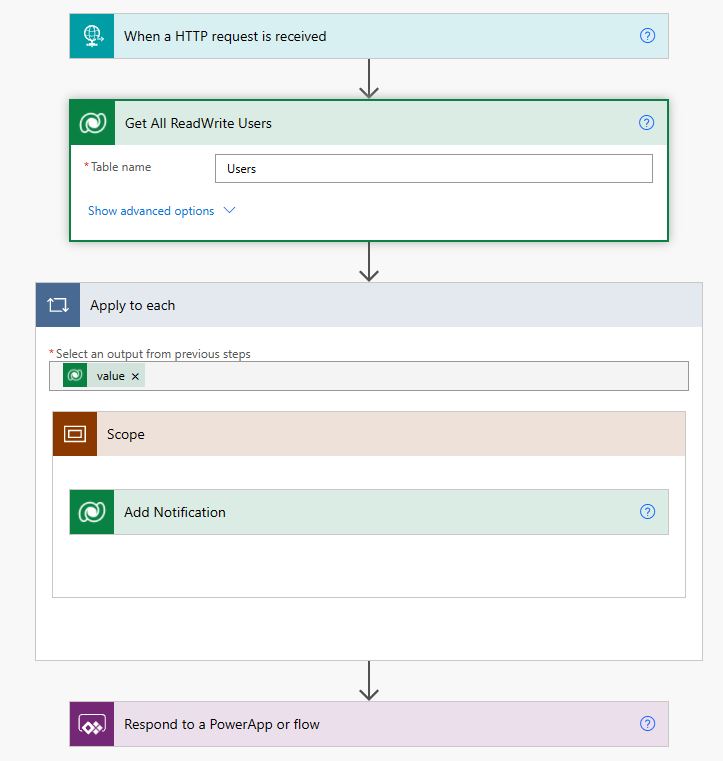 When a HTTP request is received
Get All ReadWrite Users
* Table name
Users
Show advanced options
Apply to each
* Select an output from previous steps
value ×
Scope
Add Notification
Respond to a PowerApp or flow